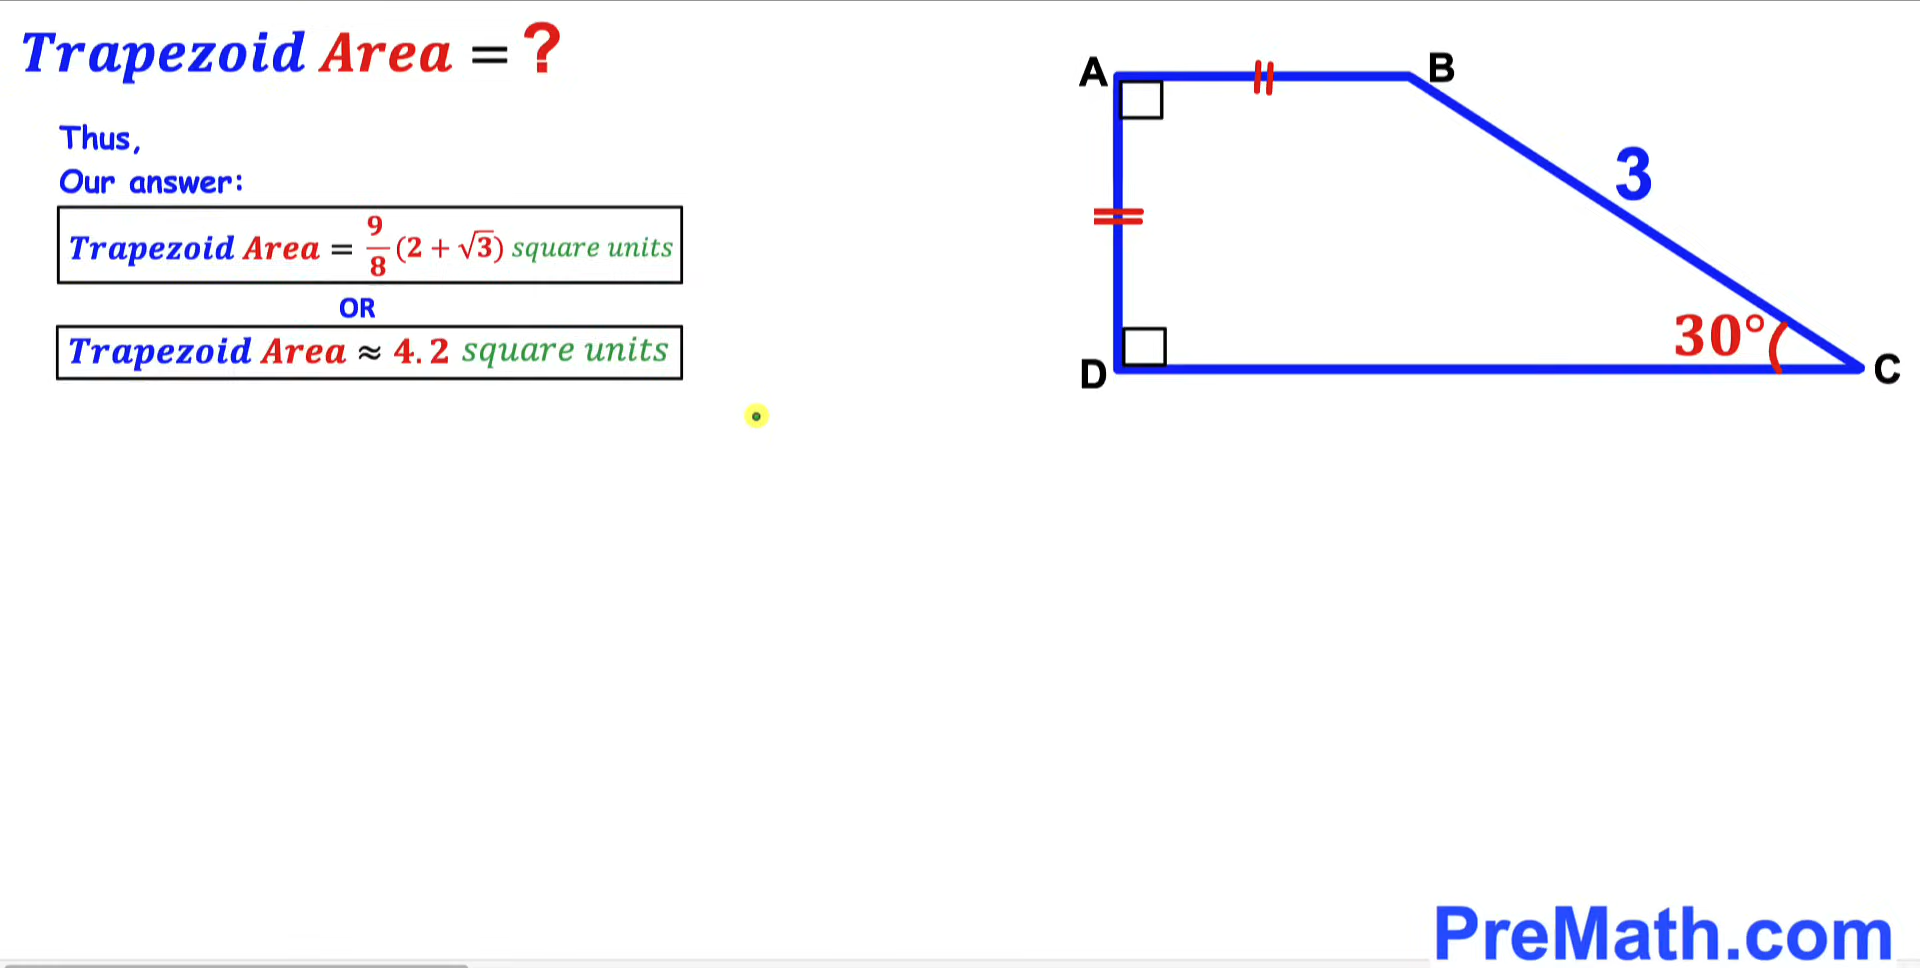 Trapezoid Area = ?
Thus,
Our answer:
Trapezoid Area = 9/8 (2 + √3) square units
OR
Trapezoid Area ≈ 4.2 square units
A
B
3
30°
D
C
PreMath.com